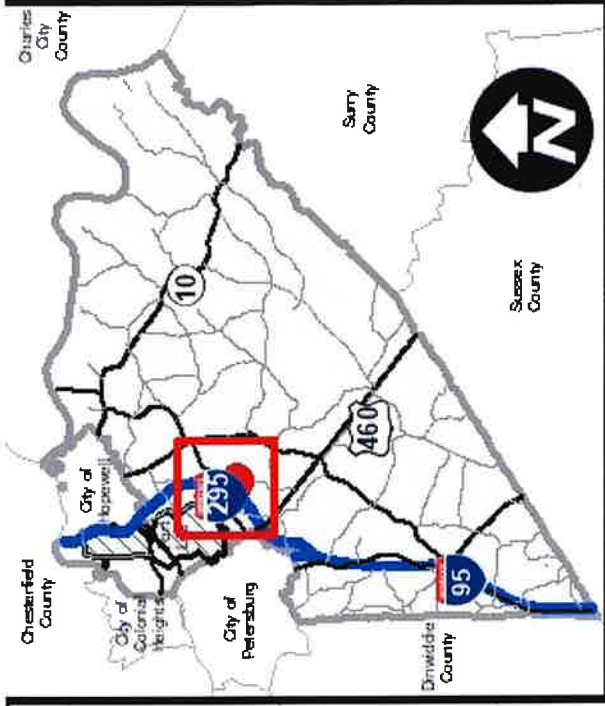 Charles
City
County
Chesterfield
County
City of
Hopewell
City of
Colonial
Heights
Fort
City of
Petersburg
10
295
460
95
Surry
County
Sussex
County
Dinwiddie
County
N